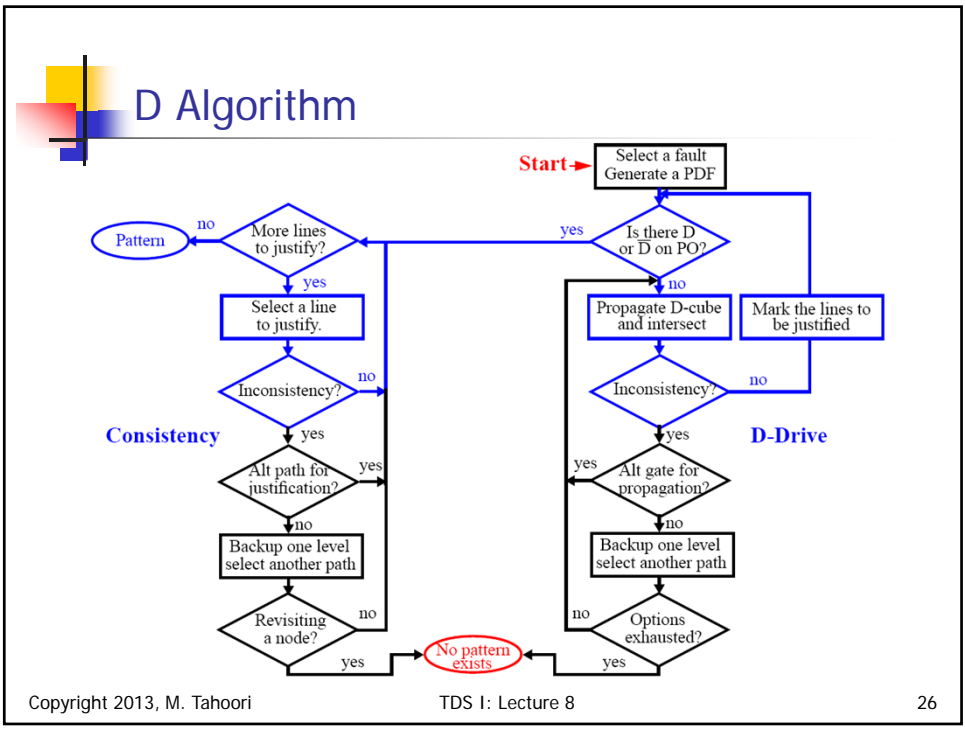 D Algorithm
Start
Select a fault
Generate a PDF
Is there D
or D̅ on PO?
yes
no
Propagate D-cube
and intersect
Mark the lines to
be justified
Inconsistency?
no
yes
D-Drive
Alt gate for
propagation?
yes
no
Backup one level
select another path
Options
exhausted?
no
yes
More lines
to justify?
no
Pattern
yes
Select a line
to justify.
Inconsistency?
no
yes
Consistency
Alt path for
justification?
yes
no
Backup one level
select another path
Revisiting
a node?
no
yes
No pattern
exists
Copyright 2013, M. Tahoori
TDS I: Lecture 8
26